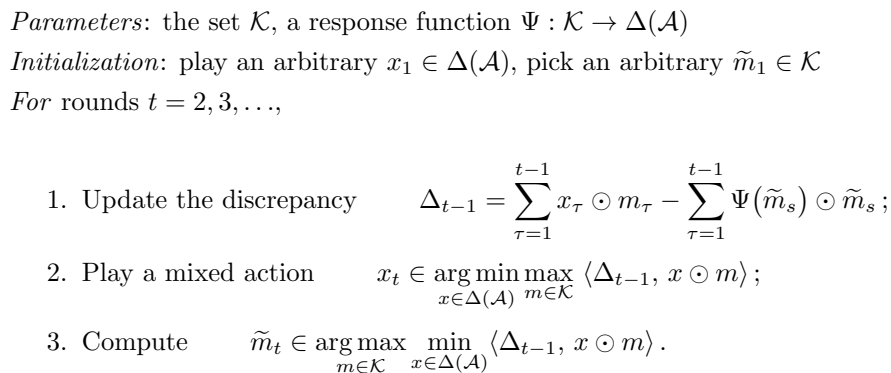 Parameters: the set 𝒦, a response function Ψ : 𝒦 → Δ(𝒜)
Initialization: play an arbitrary x₁ ∈ Δ(𝒜), pick an arbitrary m̃₁ ∈ 𝒦
For rounds t = 2, 3, . . .,
1. Update the discrepancy Δ_{t−1} = ∑_{τ=1}^{t−1} x_τ ⊙ m_τ − ∑_{τ=1}^{t−1} Ψ(m̃_s) ⊙ m̃_s ;
2. Play a mixed action x_t ∈ arg min_{x∈Δ(𝒜)} max_{m∈𝒦} ⟨Δ_{t−1}, x ⊙ m⟩ ;
3. Compute m̃_t ∈ arg max_{m∈𝒦} min_{x∈Δ(𝒜)} ⟨Δ_{t−1}, x ⊙ m⟩ .